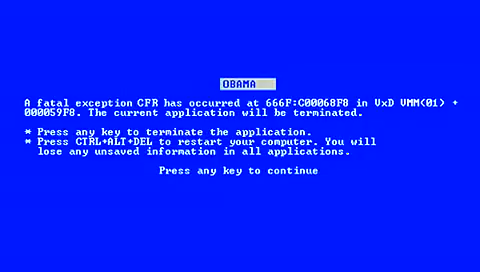 OBAMA
A fatal exception CFR has occurred at 666F:C00068F8 in VxD VMM(01) +
000059F8. The current application will be terminated.
* Press any key to terminate the application.
* Press CTRL+ALT+DEL to restart your computer. You will
lose any unsaved information in all applications.
Press any key to continue